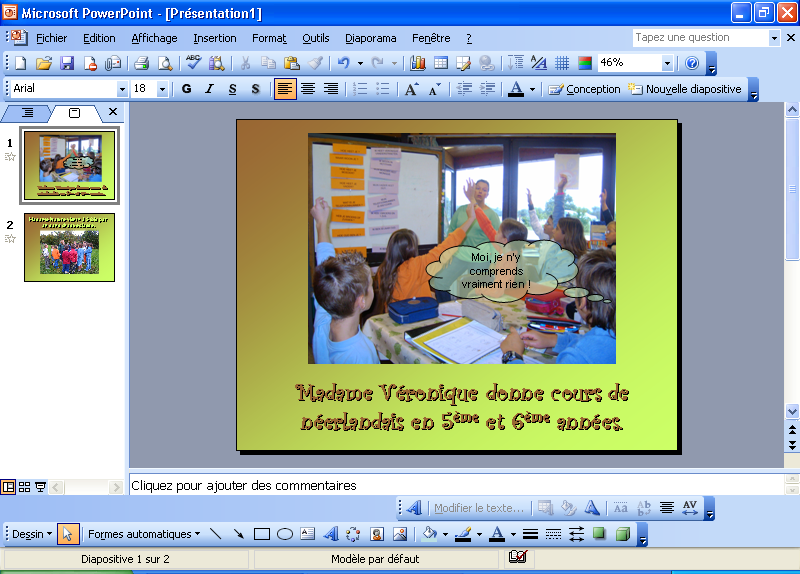 Microsoft PowerPoint - [Présentation1]
Fichier Edition Affichage Insertion Format Outils Diaporama Fenêtre ?
Tapez une question
46%
Arial 18 G I S S
Conception Nouvelle diapositive
1
2
Moi, je n'y
comprends
vraiment rien !
Madame Véronique donne cours de
néerlandais en 5ème et 6ème années.
Cliquez pour ajouter des commentaires
Modifier le texte...
Dessin Formes automatiques
Diapositive 1 sur 2 Modèle par défaut